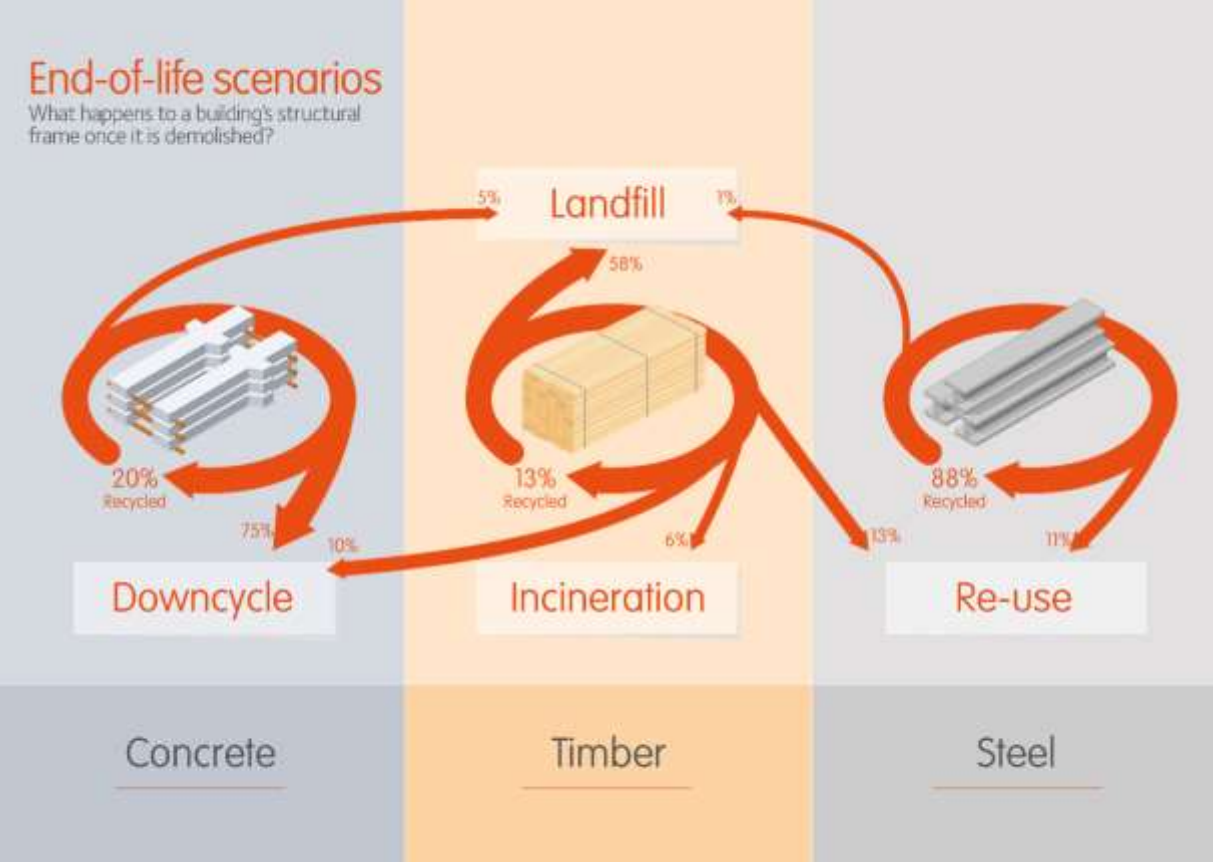 End-of-life scenarios
What happens to a building's structural
frame once it is demolished?
5%
Landfill
1%
58%
20%
Recycled
13%
Recycled
88%
Recycled
75%
10%
6%
13%
11%
Downcycle
Incineration
Re-use
Concrete
Timber
Steel